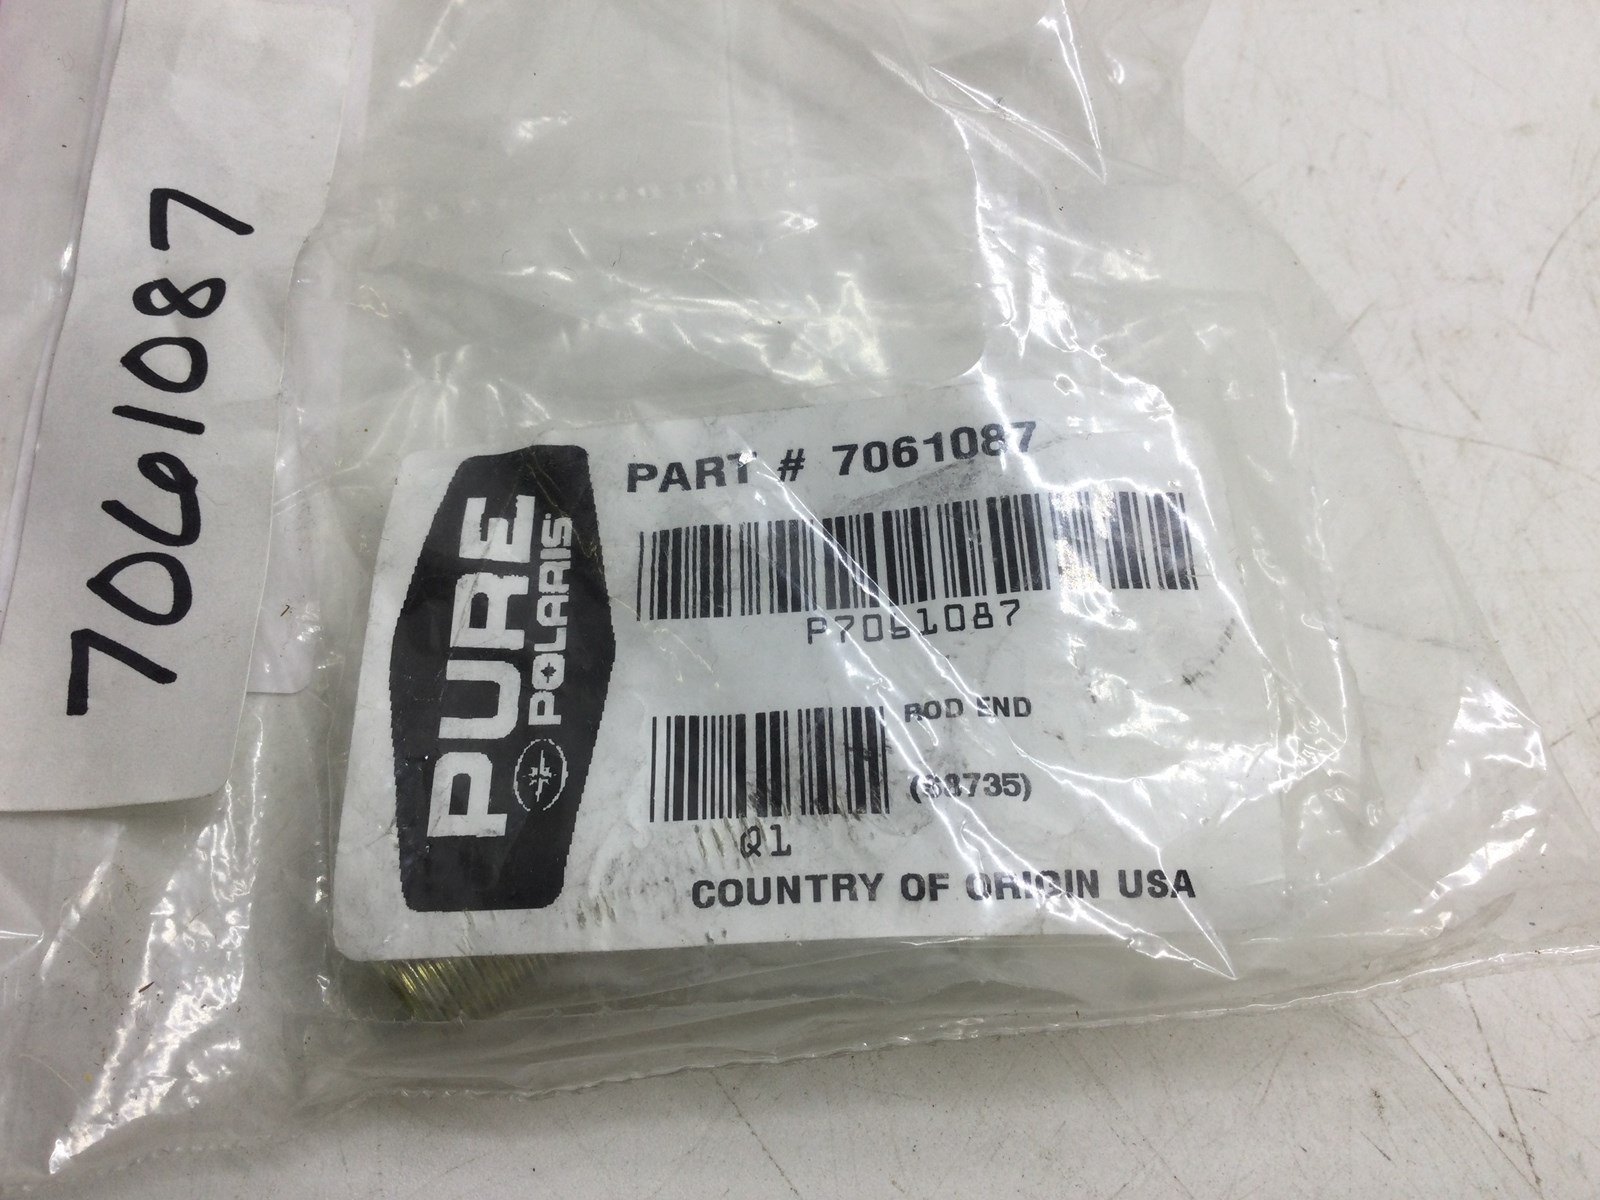 7061087
PURE
POLARIS
PART # 7061087
P7061087
ROD END
Q1
COUNTRY OF ORIGIN USA